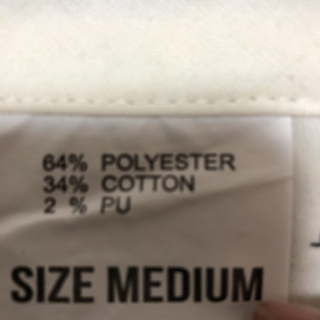 64% POLYESTER
34% COTTON
2 % PU
SIZE MEDIUM